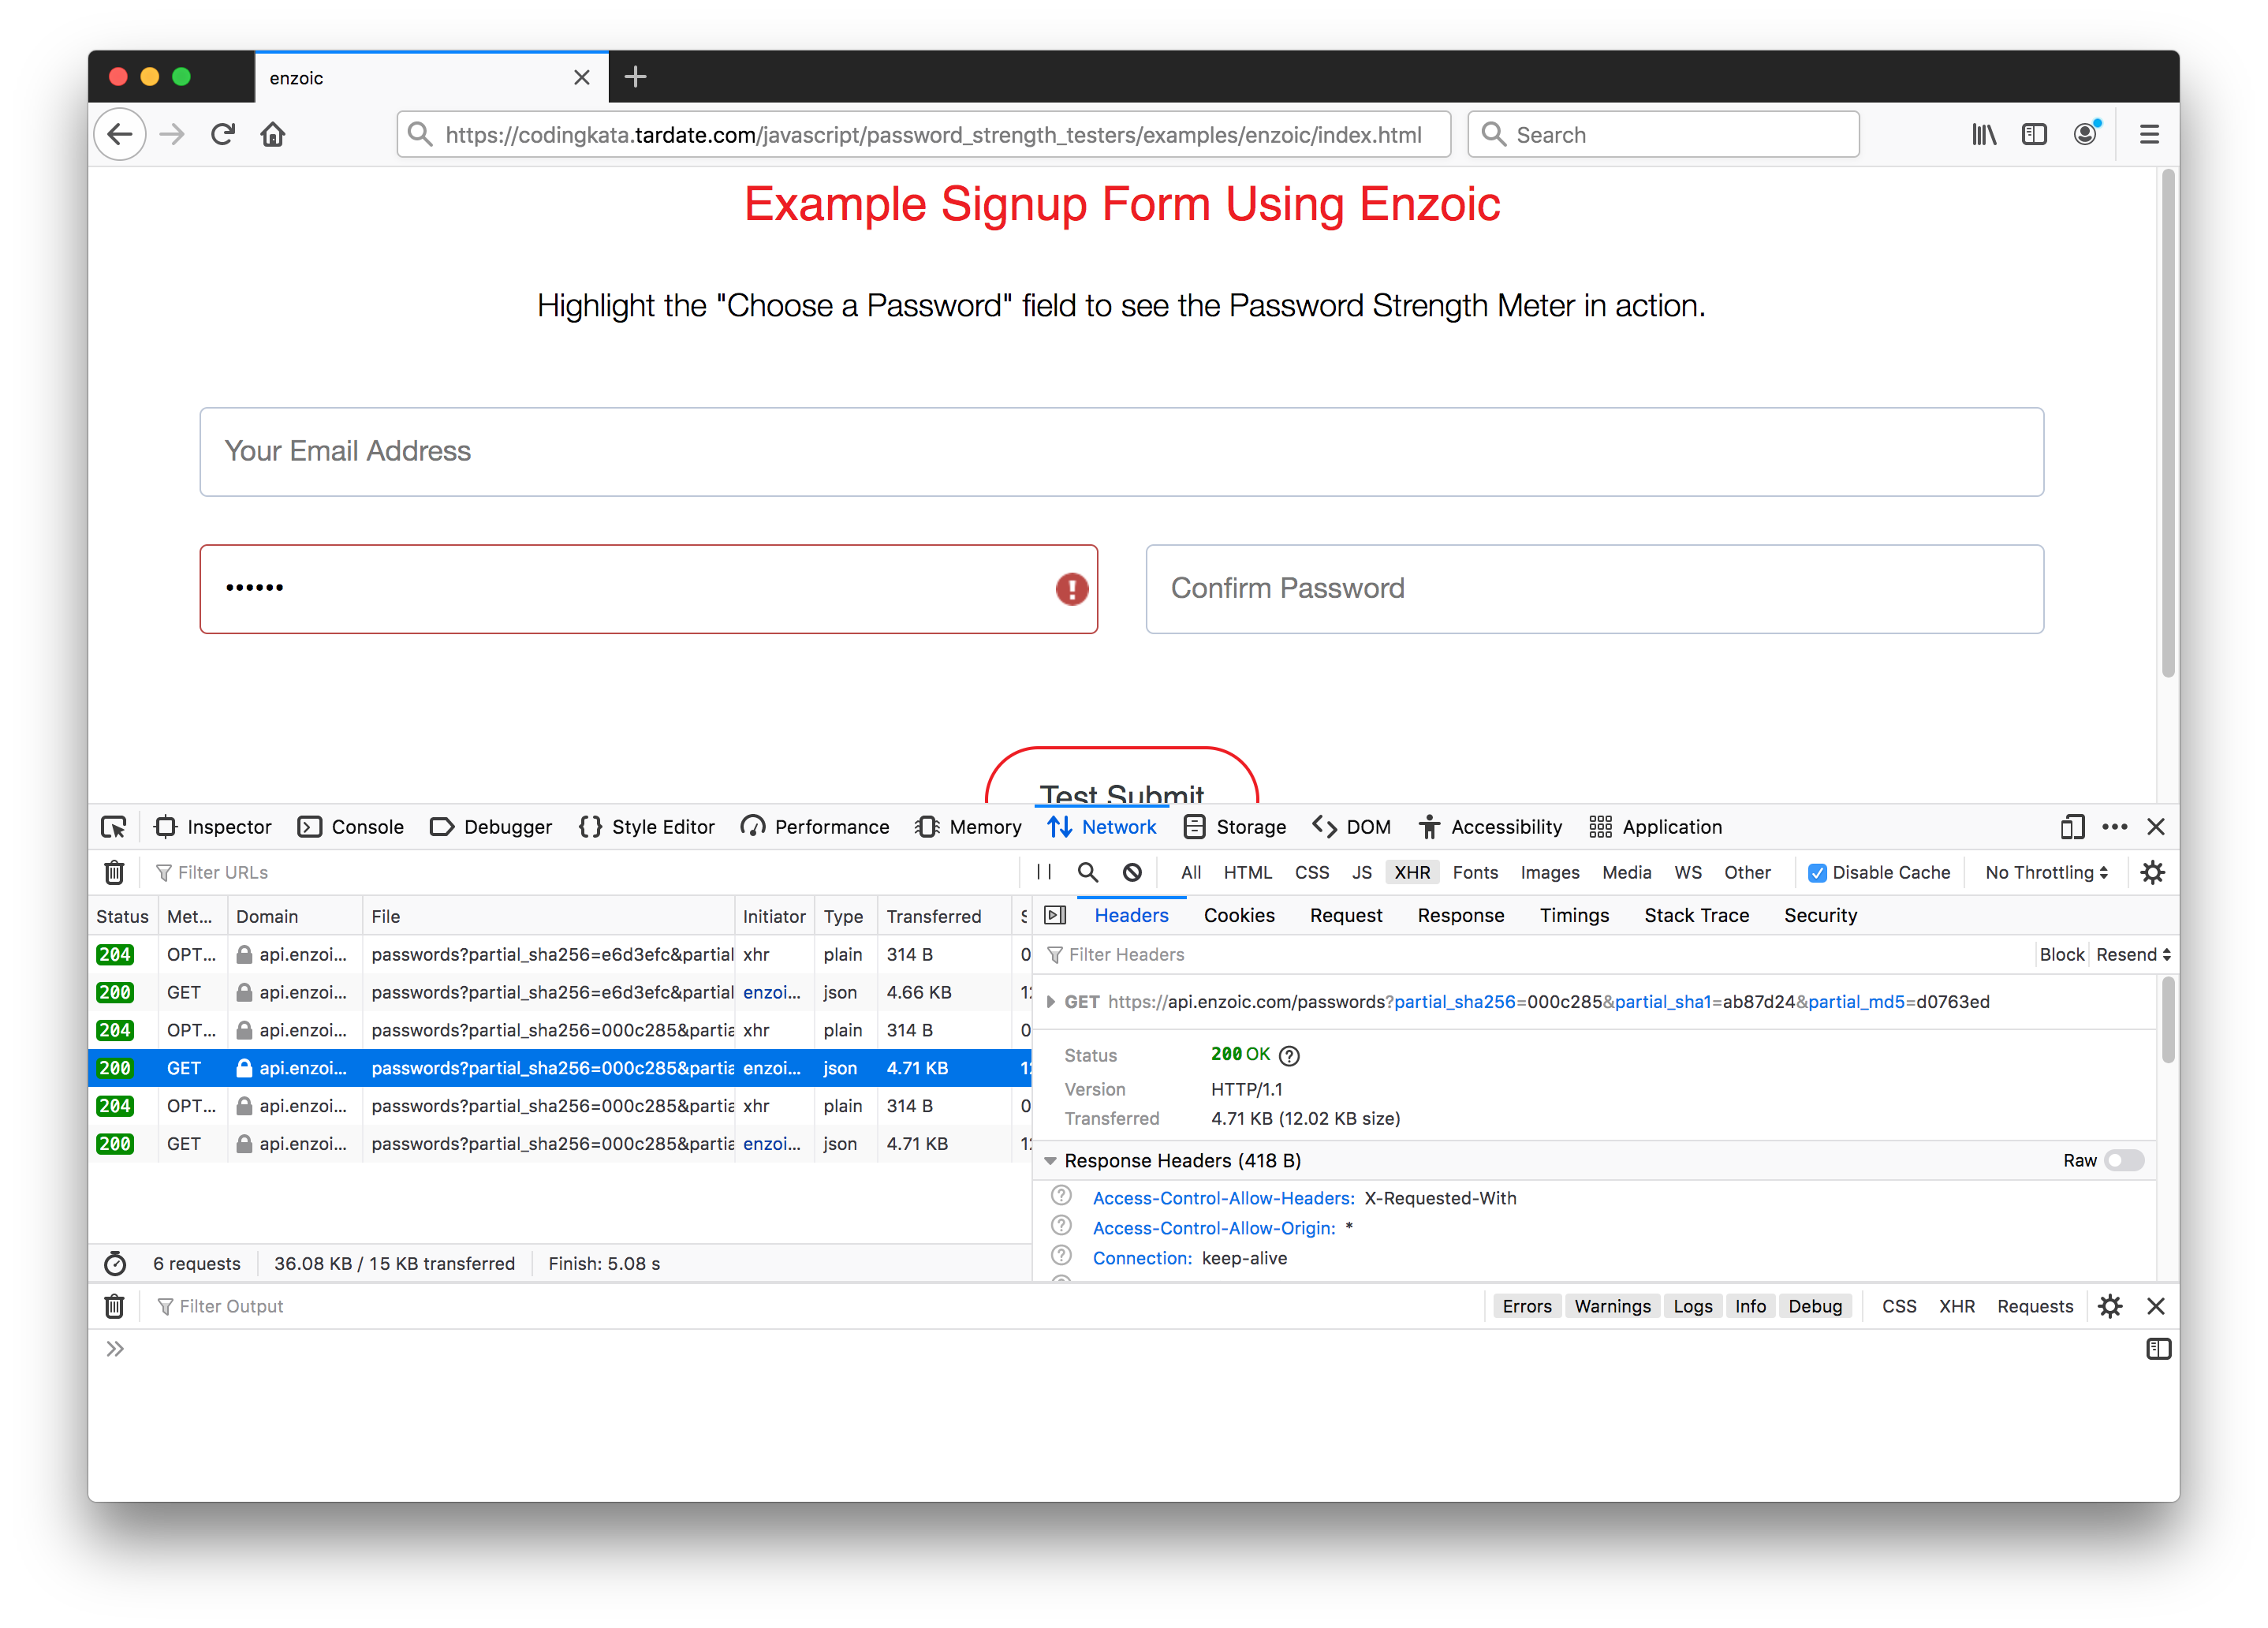 enzoic
https://codingkata.tardate.com/javascript/password_strength_testers/examples/enzoic/index.html
Search
Example Signup Form Using Enzoic
Highlight the "Choose a Password" field to see the Password Strength Meter in action.
Your Email Address
•••••• Confirm Password
Test Submit
Inspector Console Debugger Style Editor Performance Memory Network Storage DOM Accessibility Application
Filter URLs All HTML CSS JS XHR Fonts Images Media WS Other Disable Cache No Throttling
Status Met... Domain File Initiator Type Transferred
204 OPT... api.enzoi... passwords?partial_sha256=e6d3efc&partial xhr plain 314 B 0
200 GET api.enzoi... passwords?partial_sha256=e6d3efc&partial enzoi... json 4.66 KB
204 OPT... api.enzoi... passwords?partial_sha256=000c285&partia xhr plain 314 B 0
200 GET api.enzoi... passwords?partial_sha256=000c285&partia enzoi... json 4.71 KB
204 OPT... api.enzoi... passwords?partial_sha256=000c285&partia xhr plain 314 B 0
200 GET api.enzoi... passwords?partial_sha256=000c285&partia enzoi... json 4.71 KB
6 requests 36.08 KB / 15 KB transferred Finish: 5.08 s
Headers Cookies Request Response Timings Stack Trace Security
Filter Headers Block Resend
GET https://api.enzoic.com/passwords?partial_sha256=000c285&partial_sha1=ab87d24&partial_md5=d0763ed
Status 200 OK
Version HTTP/1.1
Transferred 4.71 KB (12.02 KB size)
Response Headers (418 B) Raw
Access-Control-Allow-Headers: X-Requested-With
Access-Control-Allow-Origin: *
Connection: keep-alive
Filter Output Errors Warnings Logs Info Debug CSS XHR Requests